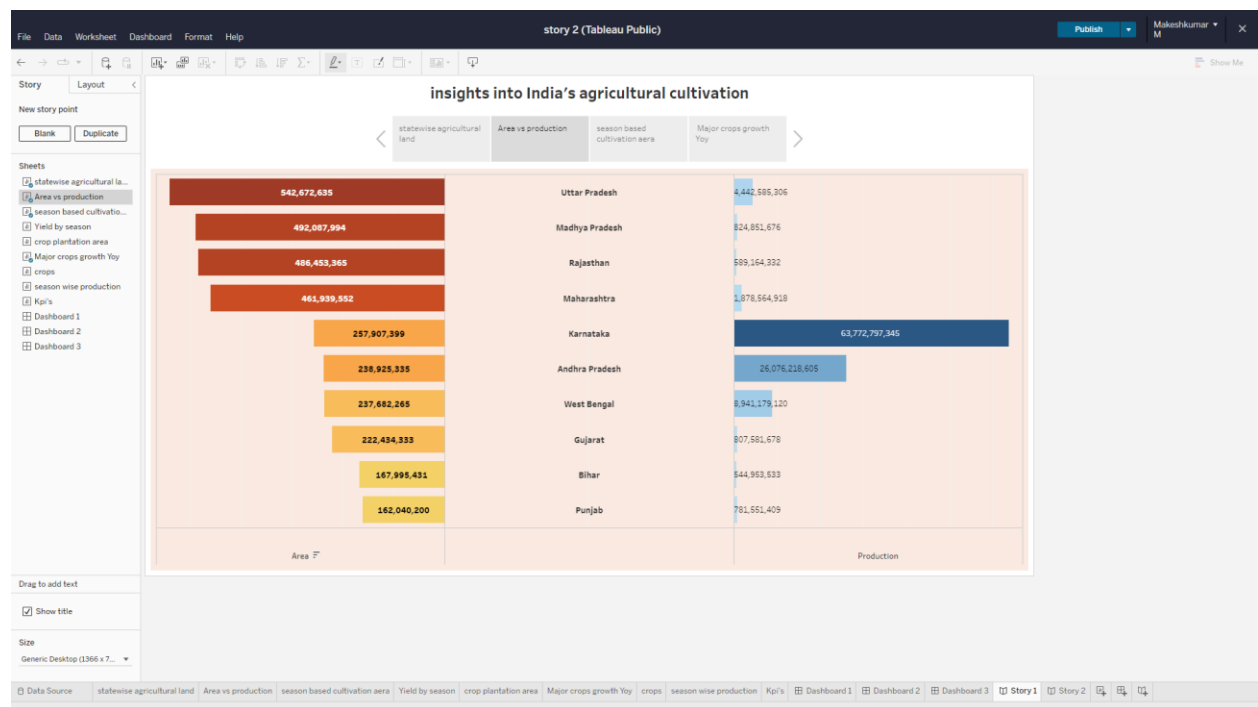 story 2 (Tableau Public)
Publish
Makeshkumar
M
File Data Worksheet Dashboard Format Help
Show Me
Story Layout
New story point
Blank Duplicate
Sheets
statewise agricultural la...
Area vs production
season based cultivatio...
Yield by season
crop plantation area
Major crops growth Yoy
crops
season wise production
Kpi's
Dashboard 1
Dashboard 2
Dashboard 3
Drag to add text
Show title
Size
Generic Desktop (1366 x 7...
insights into India's agricultural cultivation
statewise agricultural
land
Area vs production
season based
cultivation aera
Major crops growth
Yoy
542,672,635 Uttar Pradesh 4,442,585,306
492,087,994 Madhya Pradesh 824,851,676
486,453,365 Rajasthan 589,164,332
461,939,552 Maharashtra 1,878,564,918
257,907,399 Karnataka 63,772,797,345
238,925,335 Andhra Pradesh 26,076,218,605
237,682,265 West Bengal 8,941,179,120
222,434,333 Gujarat 807,581,678
167,995,431 Bihar 544,953,533
162,040,200 Punjab 781,551,409
Area Production
Data Source statewise agricultural land Area vs production season based cultivation aera Yield by season crop plantation area Major crops growth Yoy crops season wise production Kpi's Dashboard 1 Dashboard 2 Dashboard 3 Story 1 Story 2